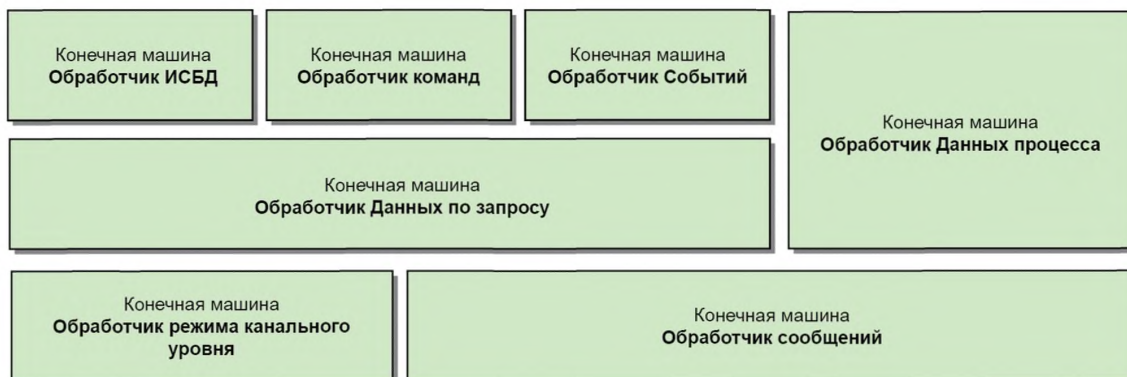 Конечная машина
Обработчик ИСБД
Конечная машина
Обработчик команд
Конечная машина
Обработчик Событий
Конечная машина
Обработчик Данных процесса
Конечная машина
Обработчик Данных по запросу
Конечная машина
Обработчик режима канального
уровня
Конечная машина
Обработчик сообщений